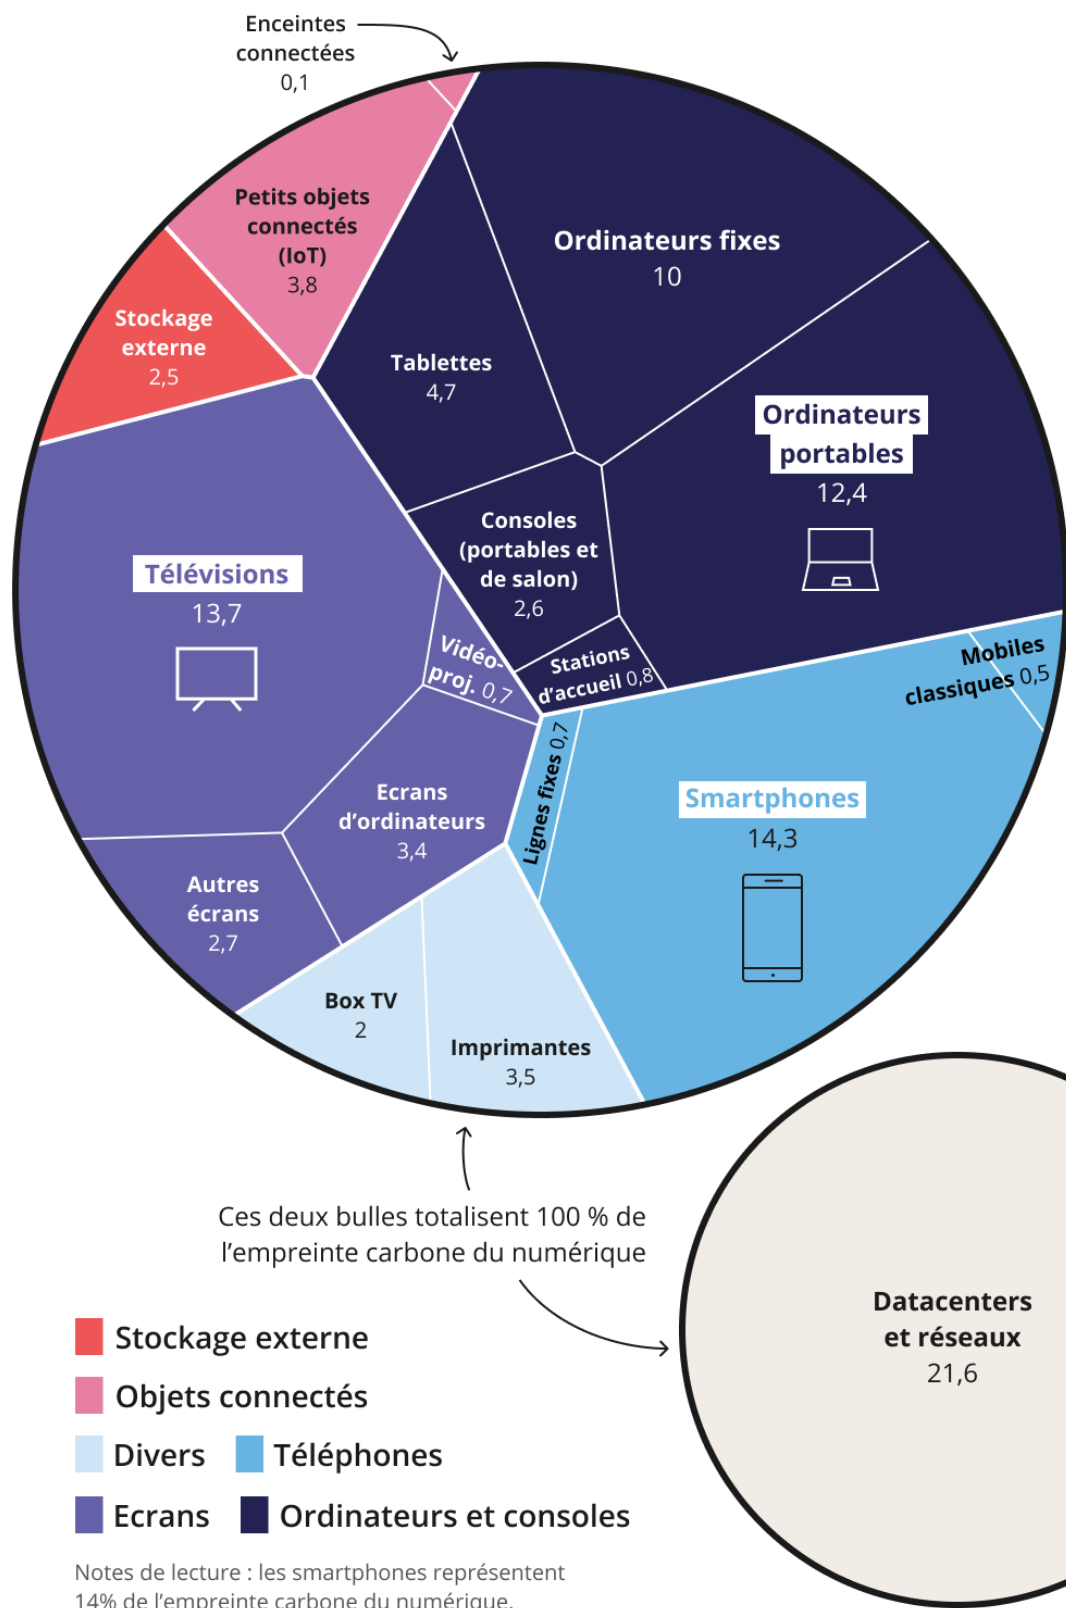 Enceintes
connectées
0,1
Petits objets
connectés
(IoT)
3,8
Stockage
externe
2,5
Ordinateurs fixes
10
Tablettes
4,7
Ordinateurs
portables
12,4
Consoles
(portables et
de salon)
2,6
Stations
d’accueil 0,8
Télévisions
13,7
Vidéo-
proj. 0,7
Mobiles
classiques 0,5
Lignes fixes 0,7
Smartphones
14,3
Ecrans
d’ordinateurs
3,4
Autres
écrans
2,7
Box TV
2
Imprimantes
3,5
Ces deux bulles totalisent 100 % de
l’empreinte carbone du numérique
Datacenters
et réseaux
21,6
Stockage externe
Objets connectés
Divers
Téléphones
Ecrans
Ordinateurs et consoles
Notes de lecture : les smartphones représentent
14% de l’empreinte carbone du numérique.